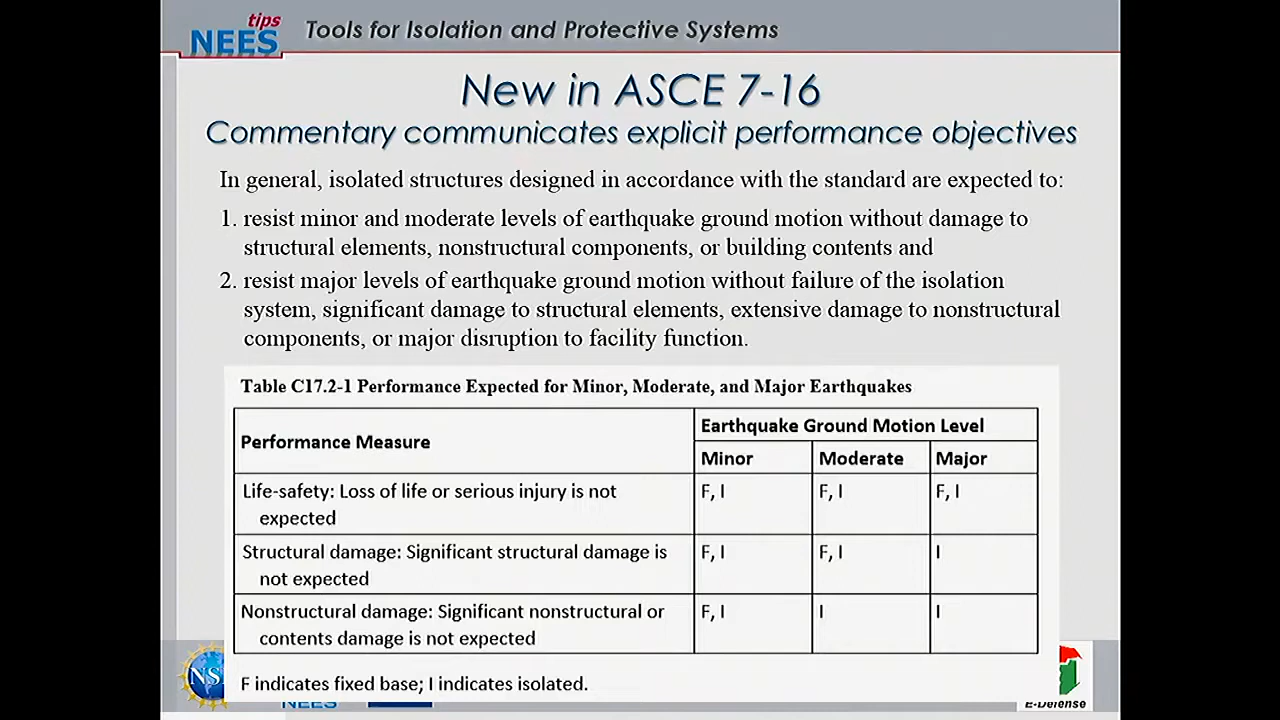 tips
NEES
Tools for Isolation and Protective Systems
New in ASCE 7-16
Commentary communicates explicit performance objectives
In general, isolated structures designed in accordance with the standard are expected to:
1. resist minor and moderate levels of earthquake ground motion without damage to
structural elements, nonstructural components, or building contents and
2. resist major levels of earthquake ground motion without failure of the isolation
system, significant damage to structural elements, extensive damage to nonstructural
components, or major disruption to facility function.
Table C17.2-1 Performance Expected for Minor, Moderate, and Major Earthquakes
Performance Measure
Earthquake Ground Motion Level
Minor Moderate Major
Life-safety: Loss of life or serious injury is not
expected
F, I F, I F, I
Structural damage: Significant structural damage is
not expected
F, I F, I I
Nonstructural damage: Significant nonstructural or
contents damage is not expected
F, I I I
F indicates fixed base; I indicates isolated.
NEES
E-Defense